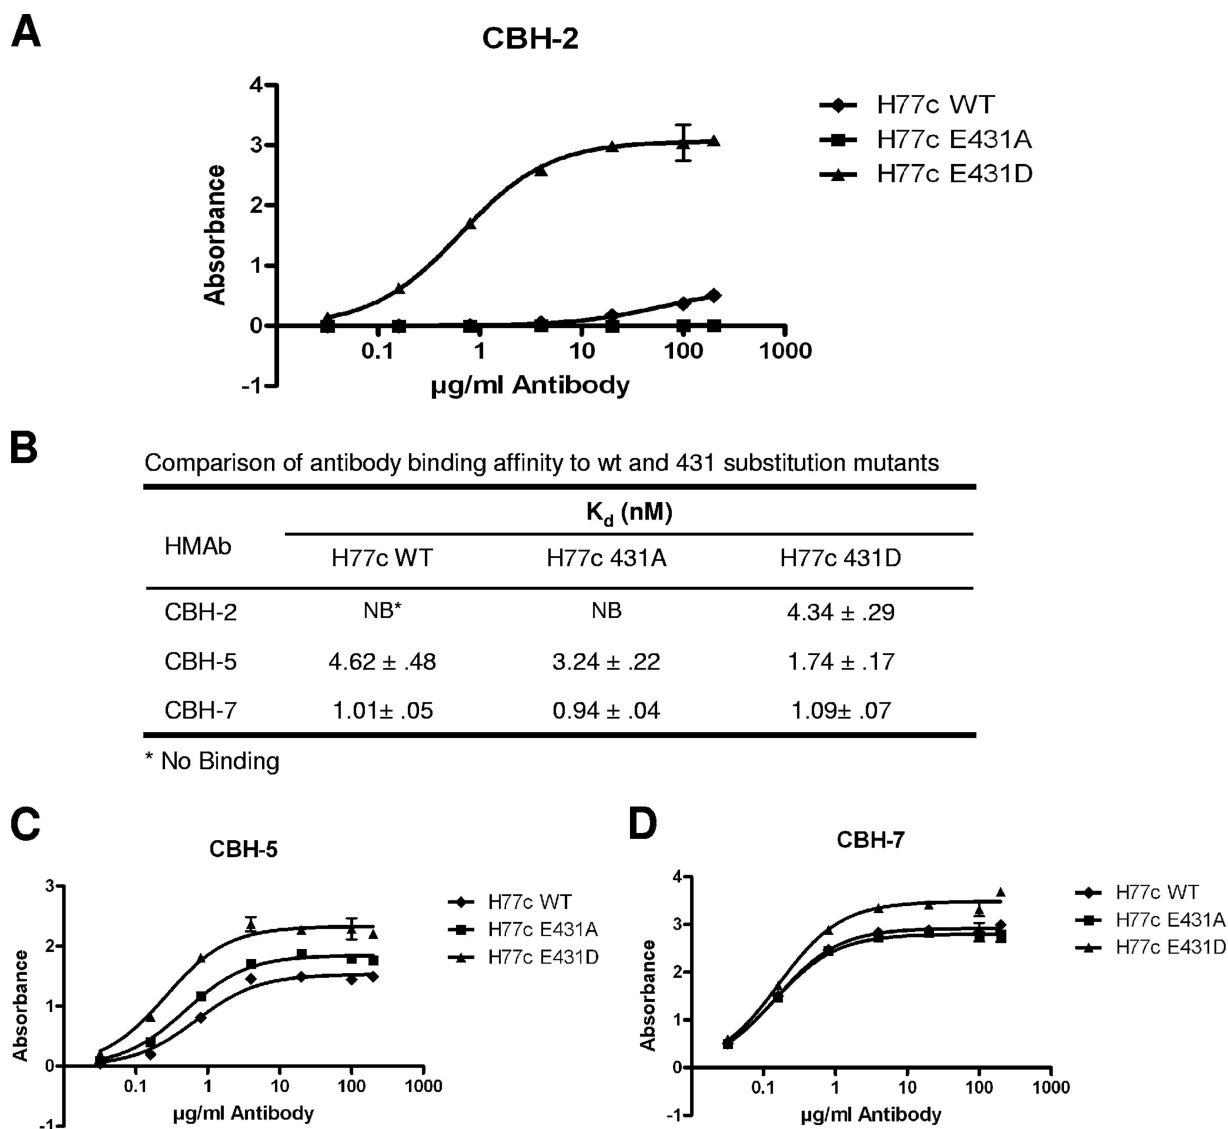 A
CBH-2
4
3
2
1
0
-1
Absorbance
0.1 1 10 100 1000
µg/ml Antibody
H77c WT
H77c E431A
H77c E431D
B
Comparison of antibody binding affinity to wt and 431 substitution mutants
Kd (nM)
HMAb
H77c WT H77c 431A H77c 431D
CBH-2 NB* NB 4.34 ± .29
CBH-5 4.62 ± .48 3.24 ± .22 1.74 ± .17
CBH-7 1.01± .05 0.94 ± .04 1.09± .07
* No Binding
C
CBH-5
3
2
1
0
-1
Absorbance
0.1 1 10 100 1000
µg/ml Antibody
H77c WT
H77c E431A
H77c E431D
D
CBH-7
4
3
2
1
0
-1
Absorbance
0.1 1 10 100 1000
µg/ml Antibody
H77c WT
H77c E431A
H77c E431D